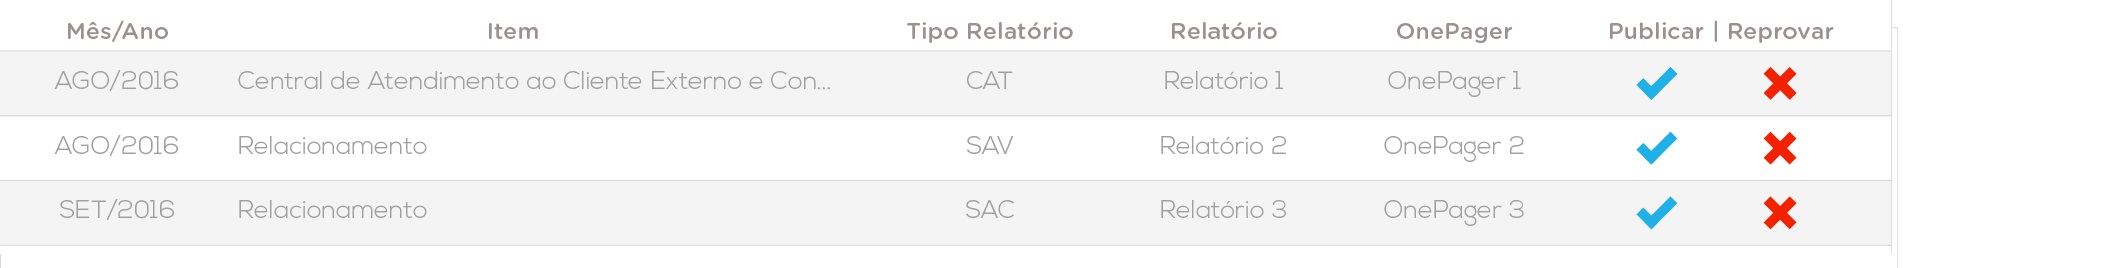 Mês/Ano Item Tipo Relatório Relatório OnePager Publicar | Reprovar
AGO/2016 Central de Atendimento ao Cliente Externo e Con... CAT Relatório 1 OnePager 1
AGO/2016 Relacionamento SAV Relatório 2 OnePager 2
SET/2016 Relacionamento SAC Relatório 3 OnePager 3